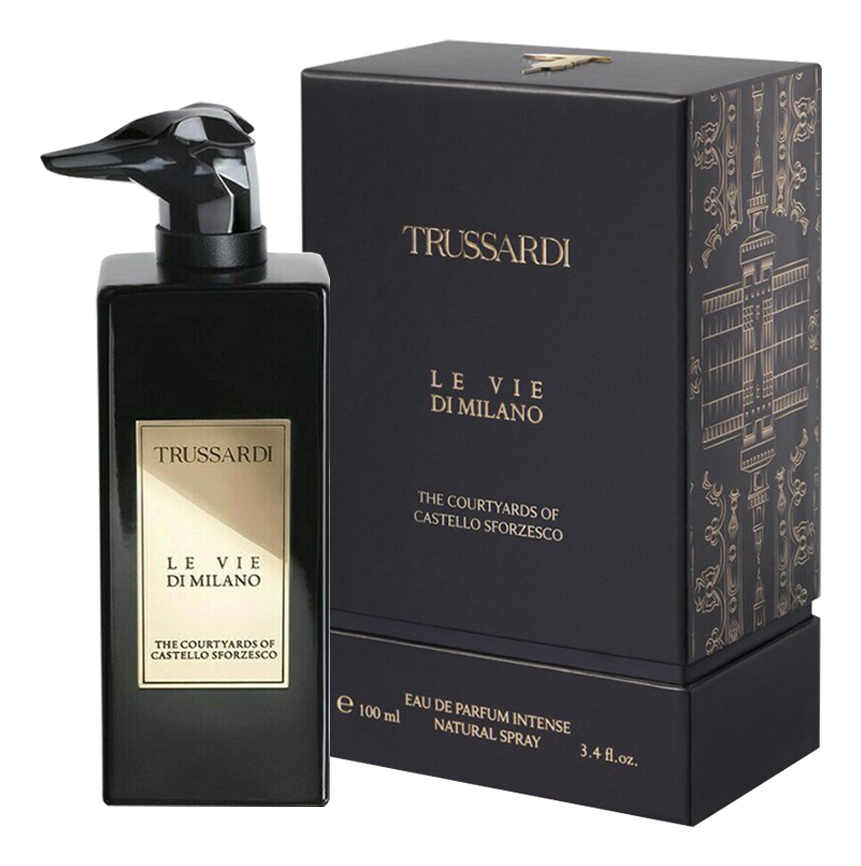 TRUSSARDI
LE VIE
DI MILANO
THE COURTYARDS OF
CASTELLO SFORZESCO
TRUSSARDI
LE VIE
DI MILANO
THE COURTYARDS OF
CASTELLO SFORZESCO
℮ 100 ml
EAU DE PARFUM INTENSE
NATURAL SPRAY
3.4 fl.oz.